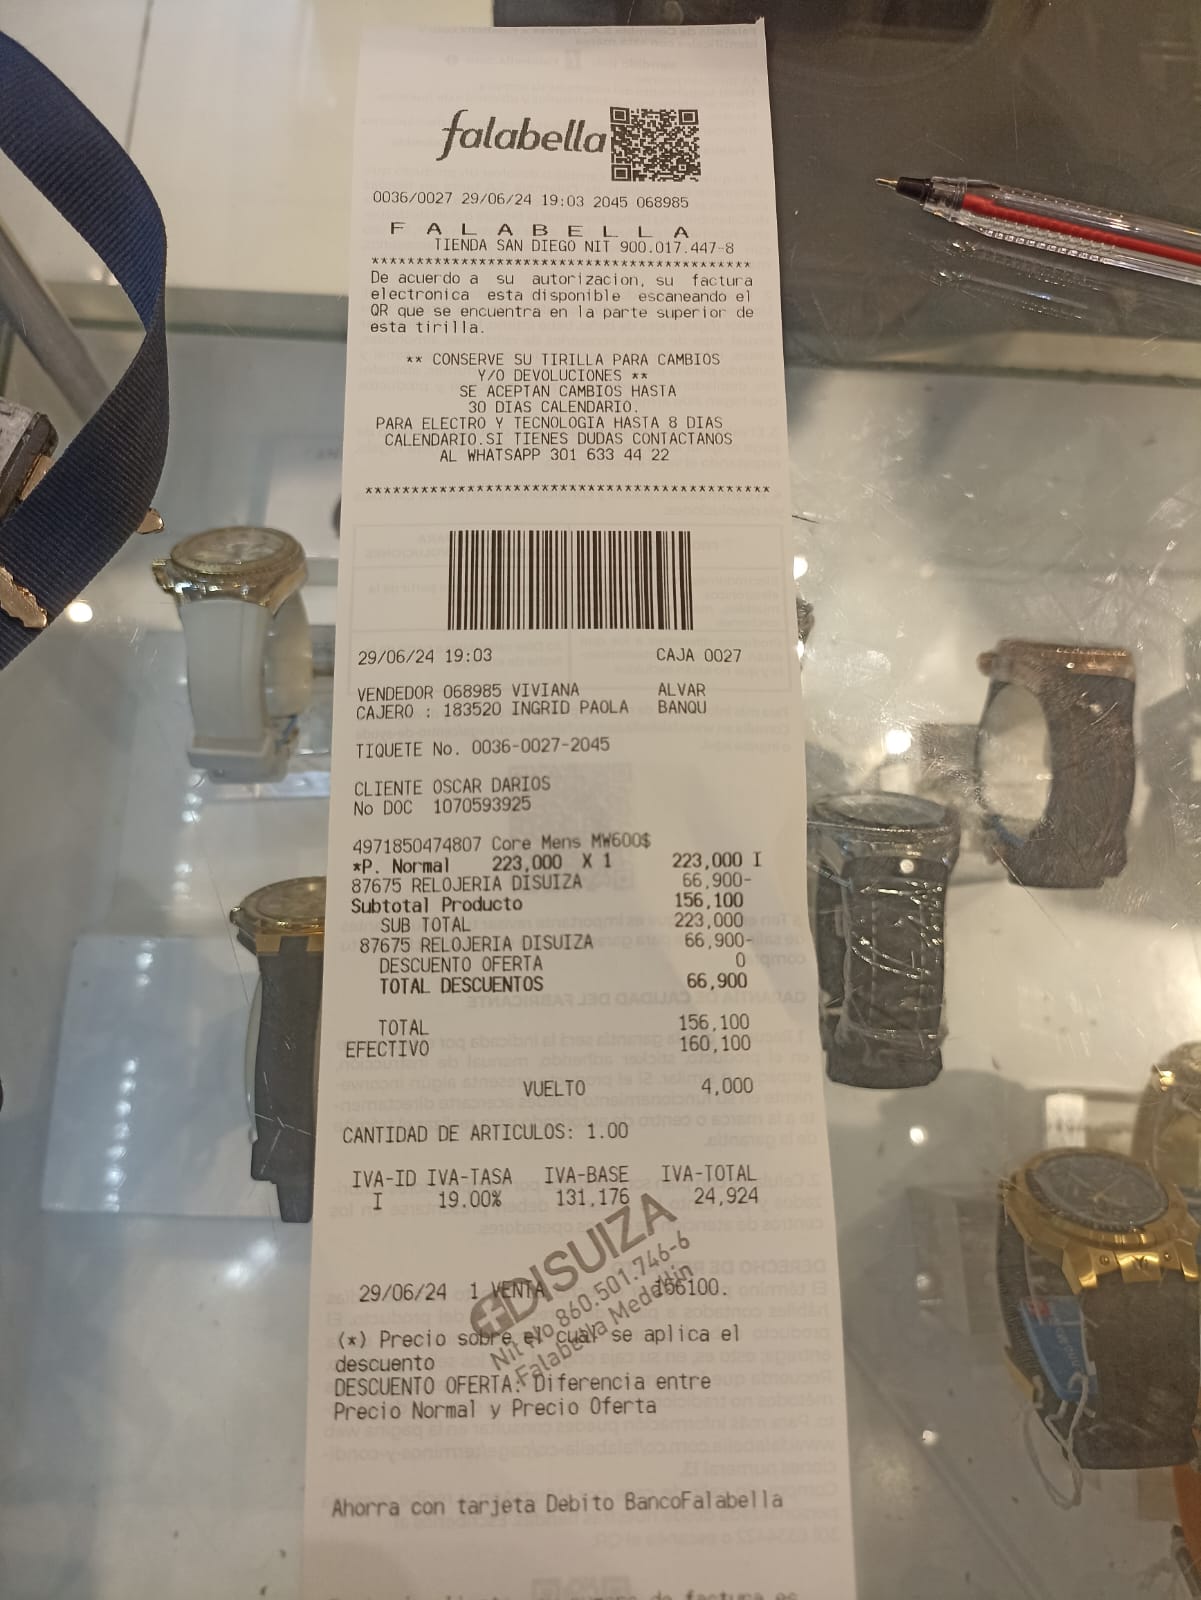 falabella
0036/0027 29/06/24 19:03 2045 068985
F A L A B E L L A
TIENDA SAN DIEGO NIT 900.017.447-8
******************************************
De acuerdo a su autorizacion, su factura
electronica esta disponible escaneando el
QR que se encuentra en la parte superior de
esta tirilla.
** CONSERVE SU TIRILLA PARA CAMBIOS
Y/O DEVOLUCIONES **
SE ACEPTAN CAMBIOS HASTA
30 DIAS CALENDARIO.
PARA ELECTRO Y TECNOLOGIA HASTA 8 DIAS
CALENDARIO.SI TIENES DUDAS CONTACTANOS
AL WHATSAPP 301 633 44 22
******************************************
29/06/24 19:03 CAJA 0027
VENDEDOR 068985 VIVIANA ALVAR
CAJERO : 183520 INGRID PAOLA BANQU
TIQUETE No. 0036-0027-2045
CLIENTE OSCAR DARIOS
No DOC 1070593925
4971850474807 Core Mens MW600$
*P. Normal 223,000 X 1 223,000 I
87675 RELOJERIA DISUIZA 66,900-
Subtotal Producto 156,100
SUB TOTAL 223,000
87675 RELOJERIA DISUIZA 66,900-
DESCUENTO OFERTA 0
TOTAL DESCUENTOS 66,900
TOTAL 156,100
EFECTIVO 160,100
VUELTO 4,000
CANTIDAD DE ARTICULOS: 1.00
IVA-ID IVA-TASA IVA-BASE IVA-TOTAL
I 19.00% 131,176 24,924
DISUIZA
Nit No 860.501.746-6
Falabella Medellin
29/06/24 1 VENTA 156100.
(*) Precio sobre el cual se aplica el
descuento
DESCUENTO OFERTA: Diferencia entre
Precio Normal y Precio Oferta
Ahorra con tarjeta Debito BancoFalabella